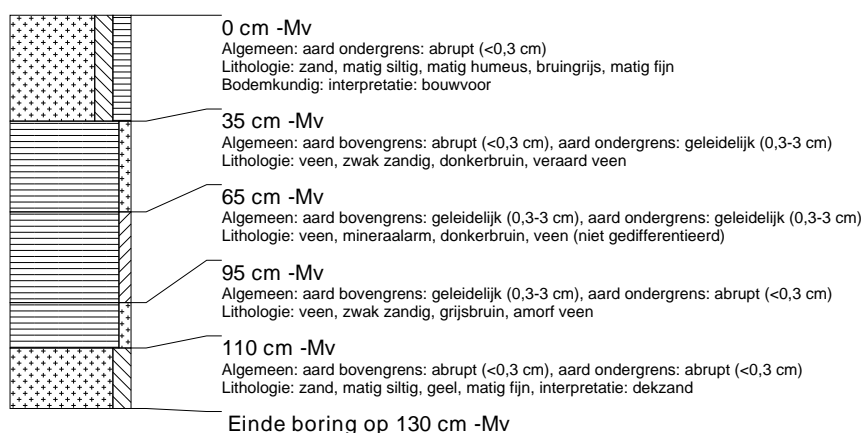 0 cm -Mv
Algemeen: aard ondergrens: abrupt (<0,3 cm)
Lithologie: zand, matig siltig, matig humeus, bruingrijs, matig fijn
Bodemkundig: interpretatie: bouwvoor
35 cm -Mv
Algemeen: aard bovengrens: abrupt (<0,3 cm), aard ondergrens: geleidelijk (0,3-3 cm)
Lithologie: veen, zwak zandig, donkerbruin, veraard veen
65 cm -Mv
Algemeen: aard bovengrens: geleidelijk (0,3-3 cm), aard ondergrens: geleidelijk (0,3-3 cm)
Lithologie: veen, mineraalarm, donkerbruin, veen (niet gedifferentieerd)
95 cm -Mv
Algemeen: aard bovengrens: geleidelijk (0,3-3 cm), aard ondergrens: abrupt (<0,3 cm)
Lithologie: veen, zwak zandig, grijsbruin, amorf veen
110 cm -Mv
Algemeen: aard bovengrens: abrupt (<0,3 cm), aard ondergrens: abrupt (<0,3 cm)
Lithologie: zand, matig siltig, geel, matig fijn, interpretatie: dekzand
Einde boring op 130 cm -Mv